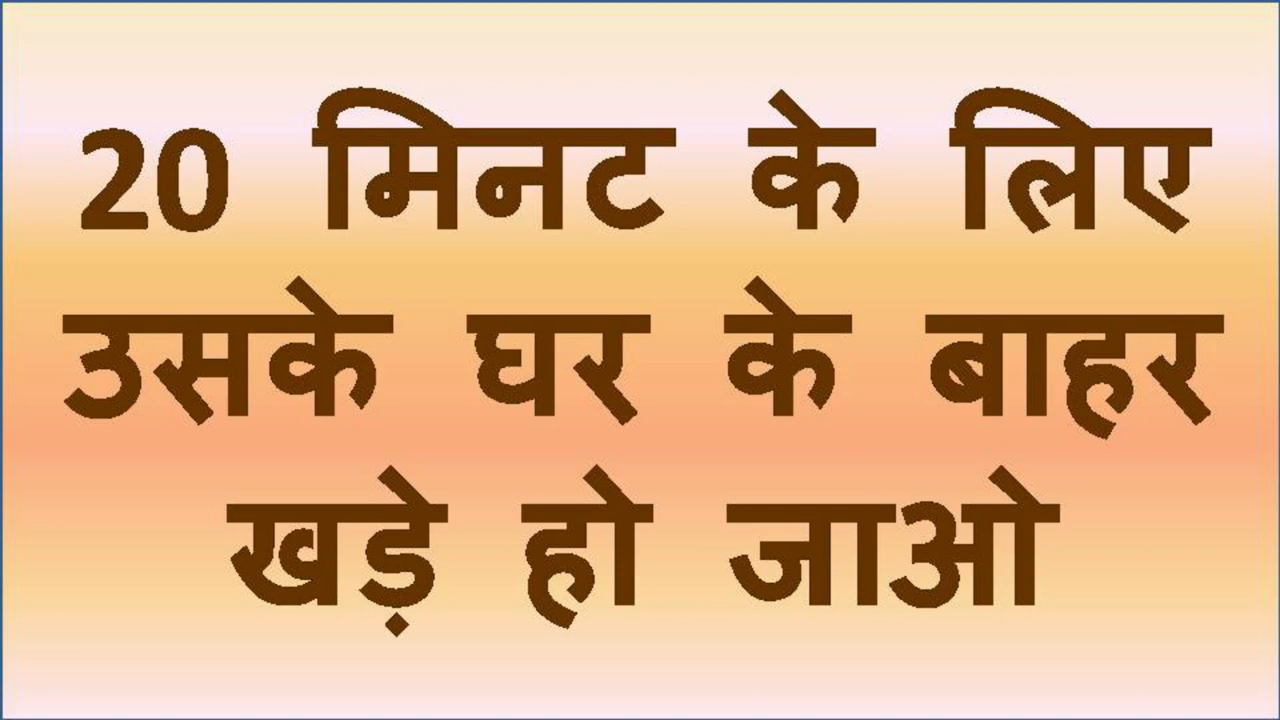 20 मिनट के लिए
उसके घर के बाहर
खड़े हो जाओ